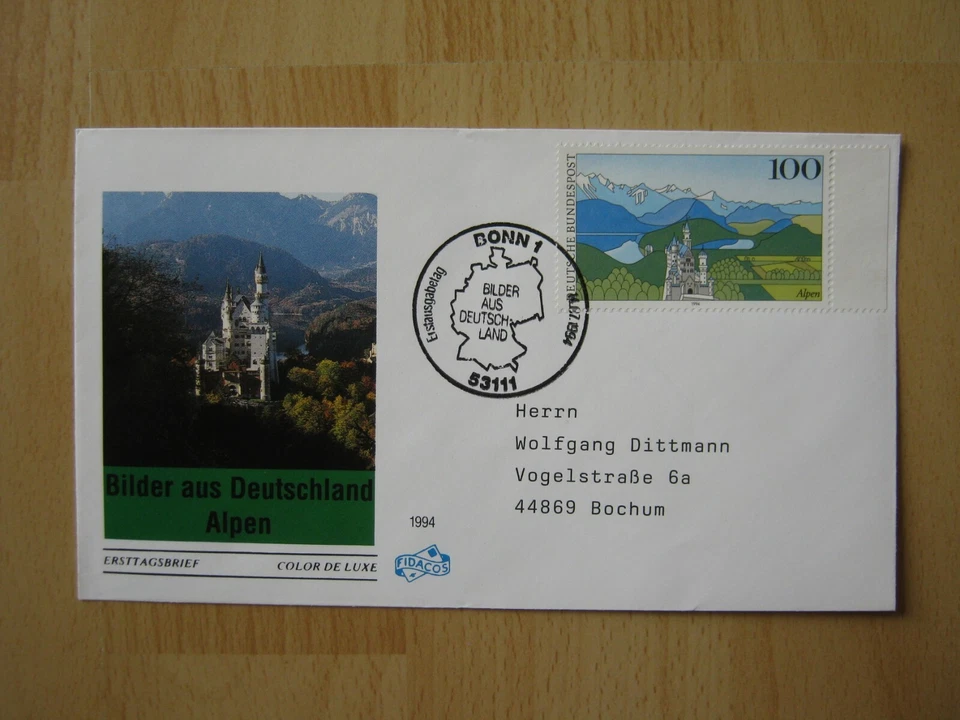 Bilder aus Deutschland
Alpen
ERSTTAGSBRIEF COLOR DE LUXE
1994
FIDACOS
BONN 1
Erstausgabetag
BILDER
AUS
DEUTSCH-
LAND
53111
DEUTSCHE BUNDESPOST
100
Alpen
1994
Herrn
Wolfgang Dittmann
Vogelstraße 6a
44869 Bochum